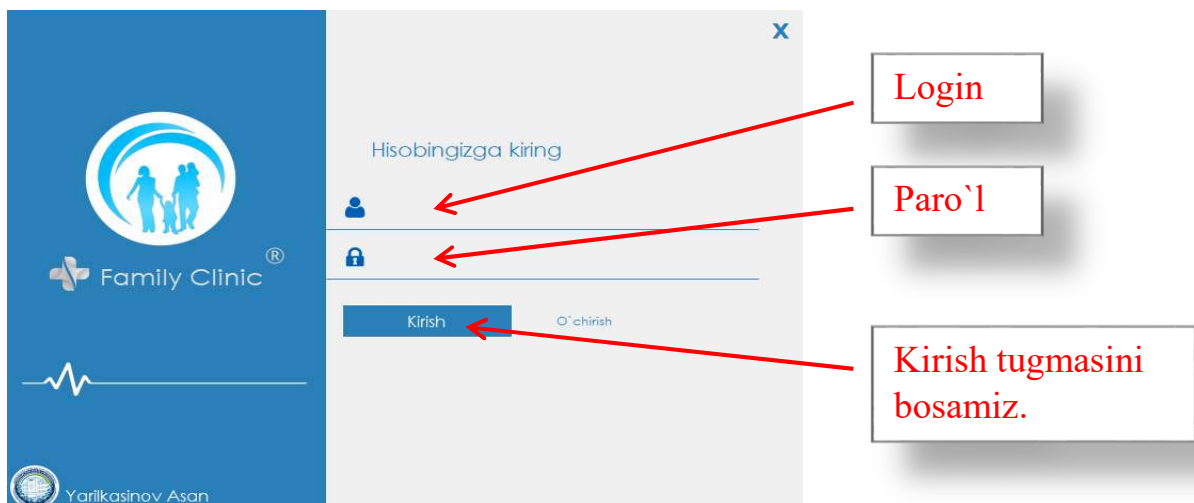 X
Hisobingizga kiring
Family Clinic ®
Kirish
O`chirish
Yarilkasinov Asan
Login
Paro`l
Kirish tugmasini
bosamiz.